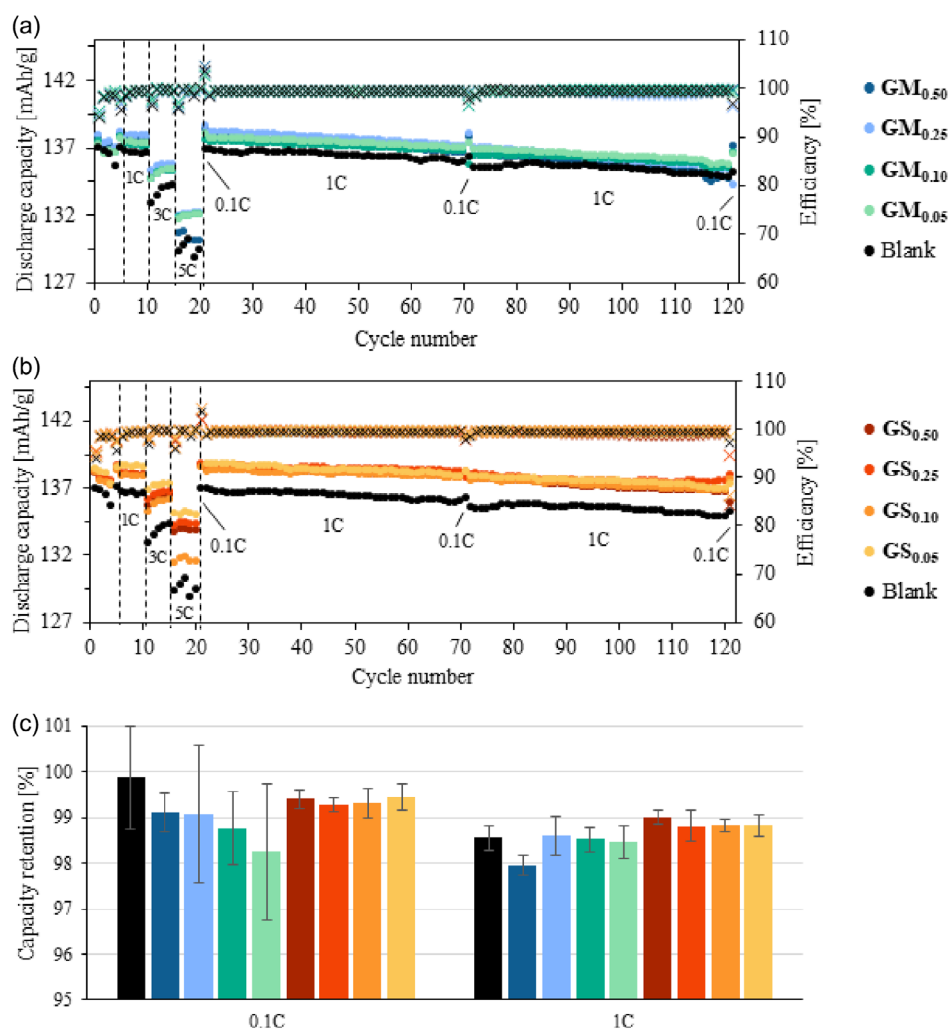 (a)
Discharge capacity [mAh/g]
142
137
132
127
110
100
90
80
70
60
Efficiency [%]
1C
3C
5C
0.1C
1C
0.1C
1C
0.1C
0 10 20 30 40 50 60 70 80 90 100 110 120
Cycle number
GM0.50
GM0.25
GM0.10
GM0.05
Blank
(b)
Discharge capacity [mAh/g]
142
137
132
127
110
100
90
80
70
60
Efficiency [%]
1C
3C
5C
0.1C
1C
0.1C
1C
0.1C
0 10 20 30 40 50 60 70 80 90 100 110 120
Cycle number
GS0.50
GS0.25
GS0.10
GS0.05
Blank
(c)
Capacity retention [%]
101
100
99
98
97
96
95
0.1C 1C